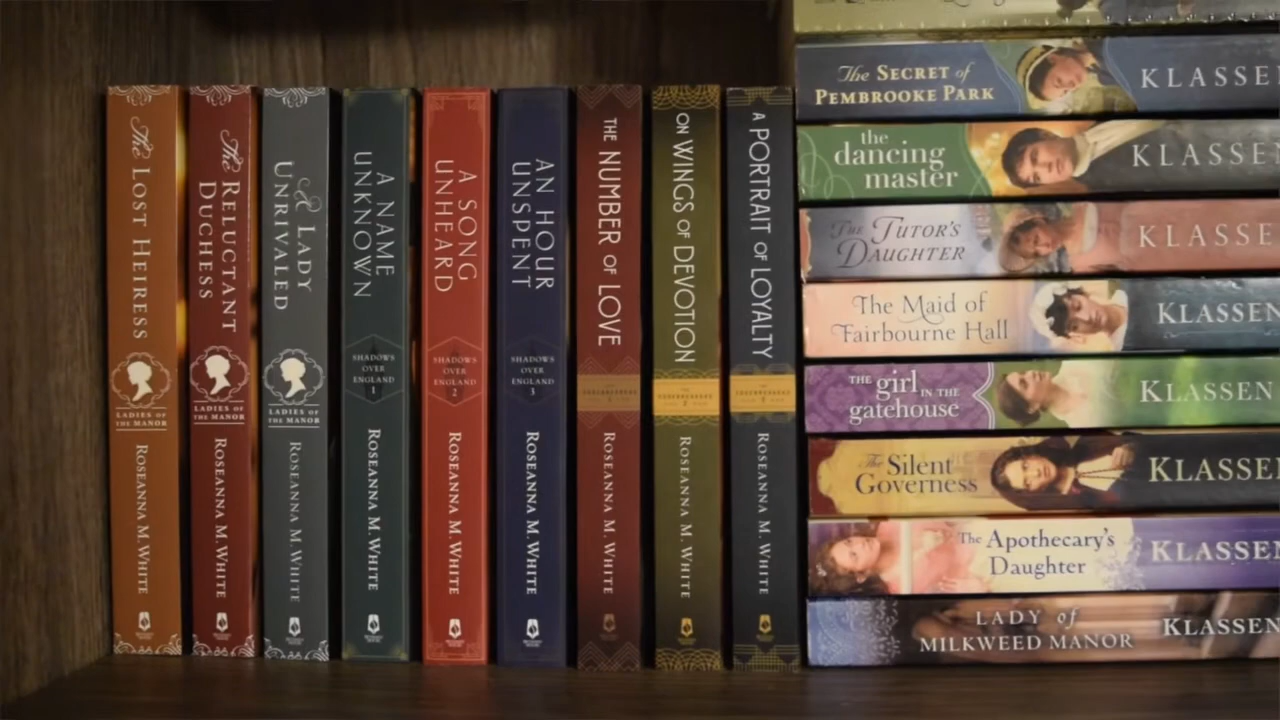 The LOST HEIRESS
LADIES OF
THE MANOR
ROSEANNA M. WHITE
The RELUCTANT
DUCHESS
LADIES OF
THE MANOR
ROSEANNA M. WHITE
A LADY
UNRIVALED
LADIES OF
THE MANOR
ROSEANNA M. WHITE
A NAME
UNKNOWN
SHADOWS
OVER
ENGLAND
1
ROSEANNA M. WHITE
A SONG
UNHEARD
SHADOWS
OVER
ENGLAND
2
ROSEANNA M. WHITE
AN HOUR
UNSPENT
SHADOWS
OVER
ENGLAND
3
ROSEANNA M. WHITE
THE NUMBER OF LOVE
ROSEANNA M. WHITE
ON WINGS OF DEVOTION
ROSEANNA M. WHITE
A PORTRAIT OF LOYALTY
ROSEANNA M. WHITE
The SECRET of
PEMBROOKE PARK
KLASSEN
the
dancing
master
KLASSEN
THE TUTOR'S
DAUGHTER
KLASSE
The Maid of
Fairbourne Hall
KLASSEN
THE girl IN THE
gatehouse
KLASSEN
The Silent
Governess
KLASSEN
The Apothecary's
Daughter
KLASSEN
LADY of
MILKWEED MANOR
KLASSEN